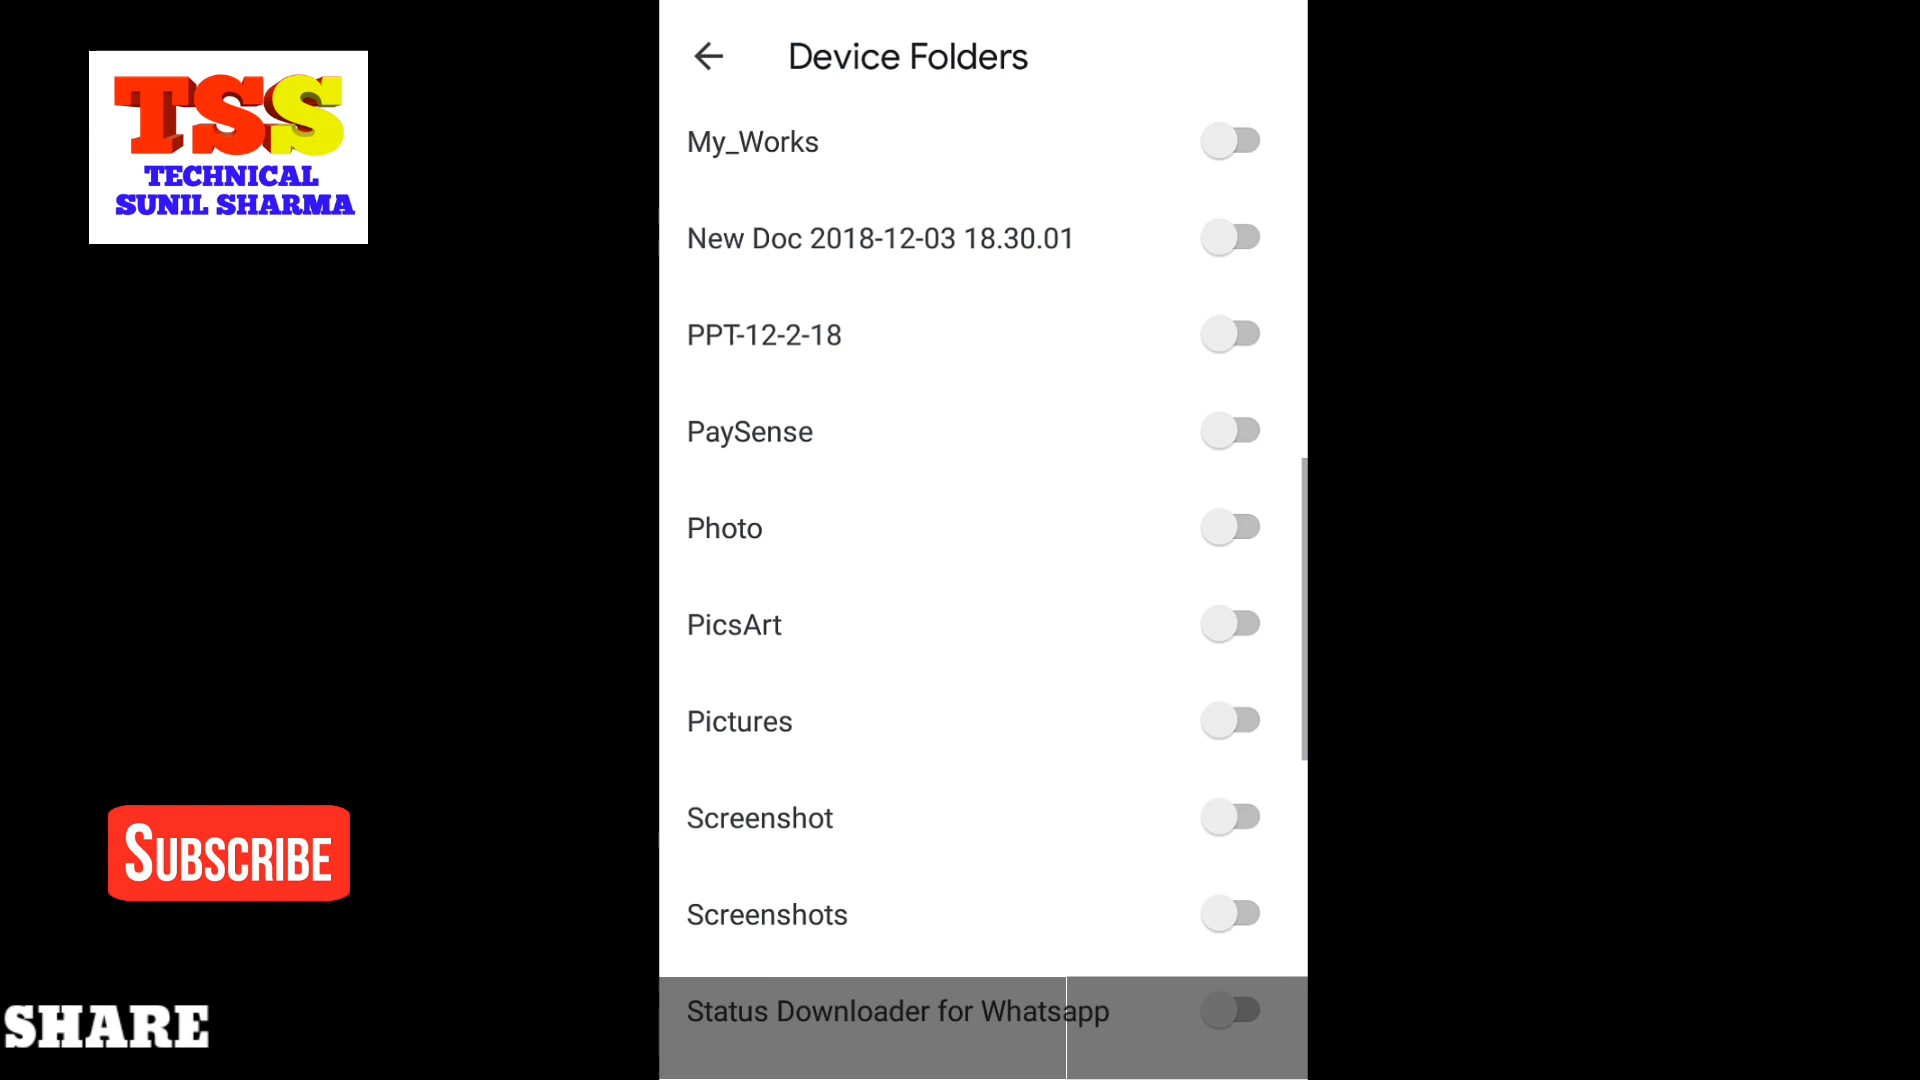 TSS
TECHNICAL
SUNIL SHARMA
Device Folders
My_Works
New Doc 2018-12-03 18.30.01
PPT-12-2-18
PaySense
Photo
PicsArt
Pictures
Screenshot
Screenshots
Status Downloader for Whatsapp
SUBSCRIBE
SHARE